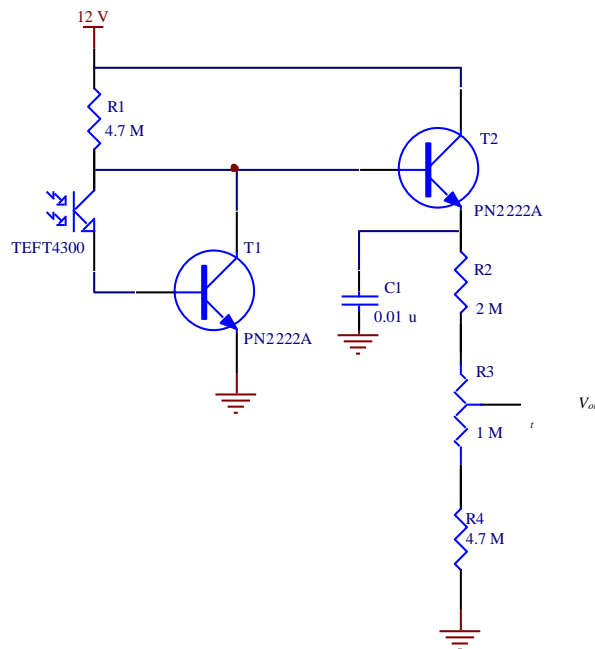 12 V
R1
4.7 M
T2
PN2222A
TEFT4300
T1
R2
C1
2 M
0.01 u
PN2222A
R3
V
t
1 M
R4
4.7 M